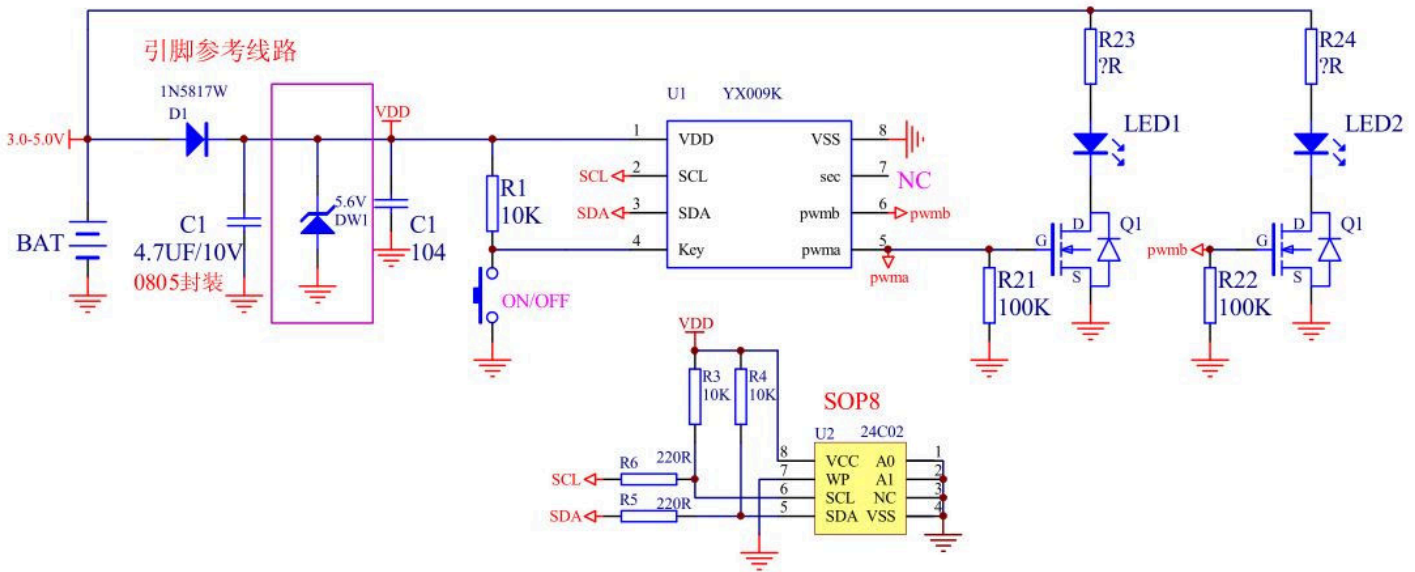 引脚参考线路
1N5817W
D1
3.0-5.0V
VDD
BAT
C1
4.7UF/10V
0805封装
5.6V
DW1
C1
104
R1
10K
ON/OFF
U1 YX009K
1 VDD VSS 8
SCL 2 SCL sec 7 NC
SDA 3 SDA pwmb 6 pwmb
4 Key pwma 5
pwma
R23
?R
LED1
D
G
S
Q1
R21
100K
R24
?R
LED2
pwmb
D
G
S
Q1
R22
100K
VDD
R3
10K
R4
10K
SOP8
U2 24C02
8 VCC A0 1
7 WP A1 2
6 SCL NC 3
5 SDA VSS 4
SCL R6 220R
SDA R5 220R